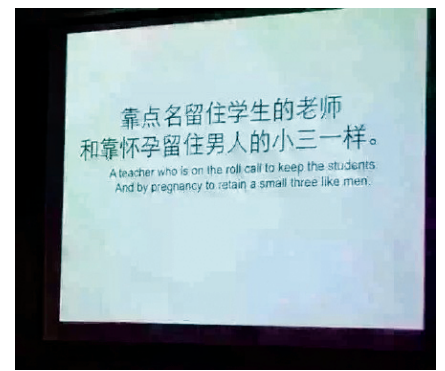 靠点名留住学生的老师
和靠怀孕留住男人的小三一样。
A teacher who is on the roll call to keep the students
And by pregnancy to retain a small three like men.